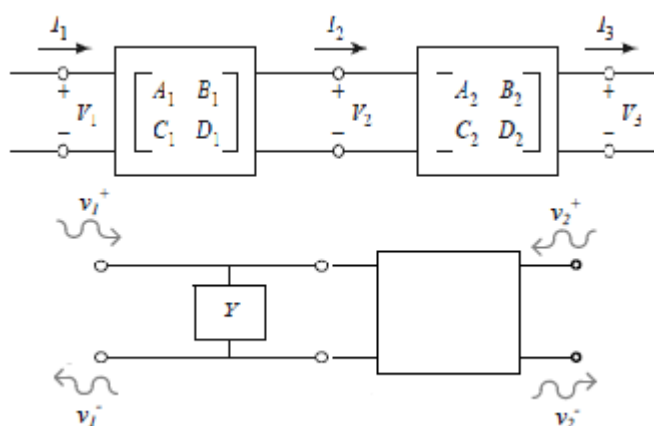 I₁ I₂ I₃
+ A₁ B₁ + A₂ B₂ +
V₁ V₂ V₃
− C₁ D₁ − C₂ D₂ −
v₁⁺ v₂⁺
Y
v₁⁻ v₂⁻